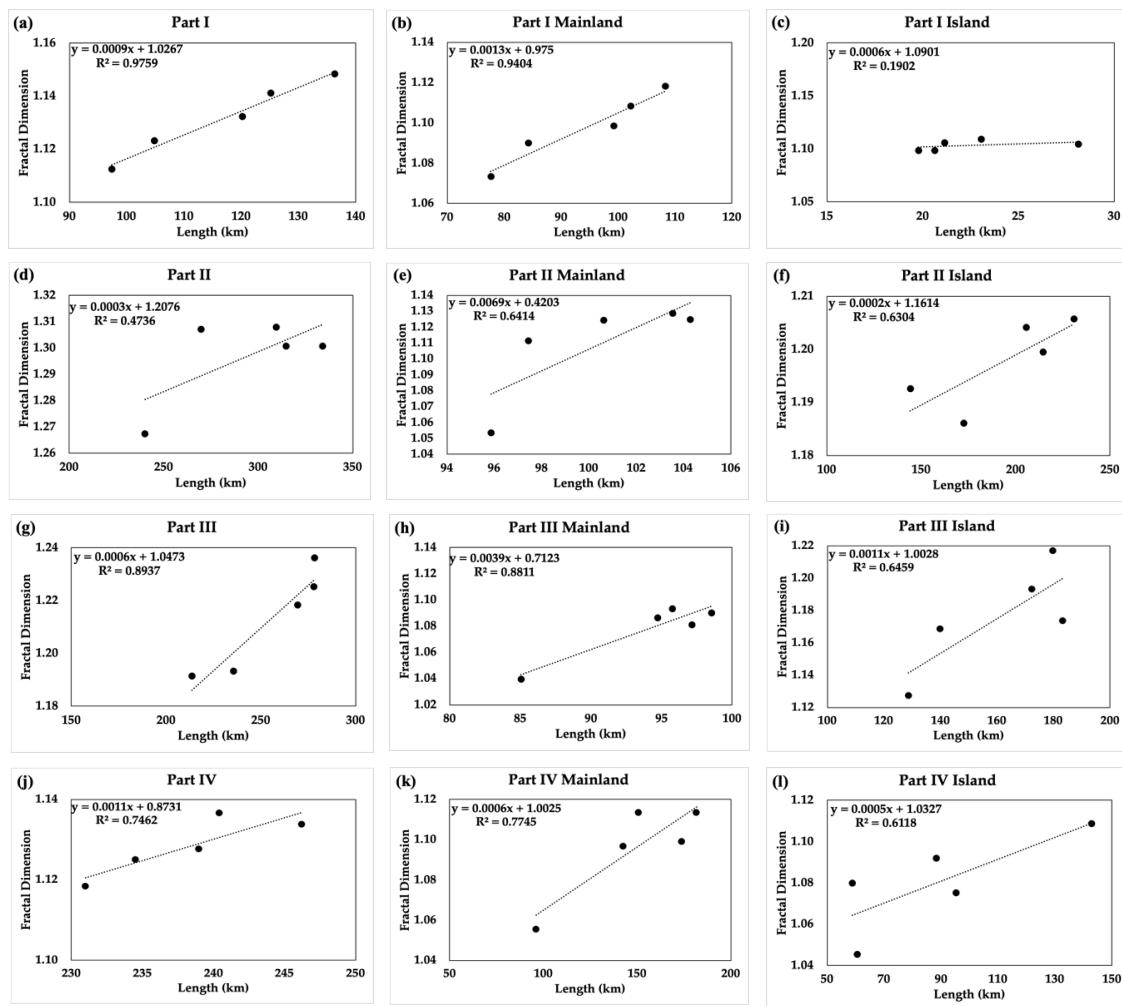 (a) Part I
y = 0.0009x + 1.0267
R² = 0.9759
Fractal Dimension
1.16
1.14
1.12
1.10
90 100 110 120 130 140
Length (km)
(b) Part I Mainland
y = 0.0013x + 0.975
R² = 0.9404
Fractal Dimension
1.14
1.12
1.10
1.08
1.06
70 80 90 100 110 120
Length (km)
(c) Part I Island
y = 0.0006x + 1.0901
R² = 0.1902
Fractal Dimension
1.20
1.15
1.10
1.05
15 20 25 30
Length (km)
(d) Part II
y = 0.0003x + 1.2076
R² = 0.4736
Fractal Dimension
1.32
1.31
1.30
1.29
1.28
1.27
1.26
200 250 300 350
Length (km)
(e) Part II Mainland
y = 0.0069x + 0.4203
R² = 0.6414
Fractal Dimension
1.14
1.13
1.12
1.11
1.10
1.09
1.08
1.07
1.06
1.05
1.04
94 96 98 100 102 104 106
Length (km)
(f) Part II Island
y = 0.0002x + 1.1614
R² = 0.6304
Fractal Dimension
1.21
1.20
1.19
1.18
100 150 200 250
Length (km)
(g) Part III
y = 0.0006x + 1.0473
R² = 0.8937
Fractal Dimension
1.24
1.22
1.20
1.18
150 200 250 300
Length (km)
(h) Part III Mainland
y = 0.0039x + 0.7123
R² = 0.8811
Fractal Dimension
1.14
1.12
1.10
1.08
1.06
1.04
1.02
80 85 90 95 100
Length (km)
(i) Part III Island
y = 0.0011x + 1.0028
R² = 0.6459
Fractal Dimension
1.22
1.20
1.18
1.16
1.14
1.12
100 120 140 160 180 200
Length (km)
(j) Part IV
y = 0.0011x + 0.8731
R² = 0.7462
Fractal Dimension
1.14
1.12
1.10
230 235 240 245 250
Length (km)
(k) Part IV Mainland
y = 0.0006x + 1.0025
R² = 0.7745
Fractal Dimension
1.12
1.10
1.08
1.06
1.04
50 100 150 200
Length (km)
(l) Part IV Island
y = 0.0005x + 1.0327
R² = 0.6118
Fractal Dimension
1.12
1.10
1.08
1.06
1.04
50 70 90 110 130 150
Length (km)